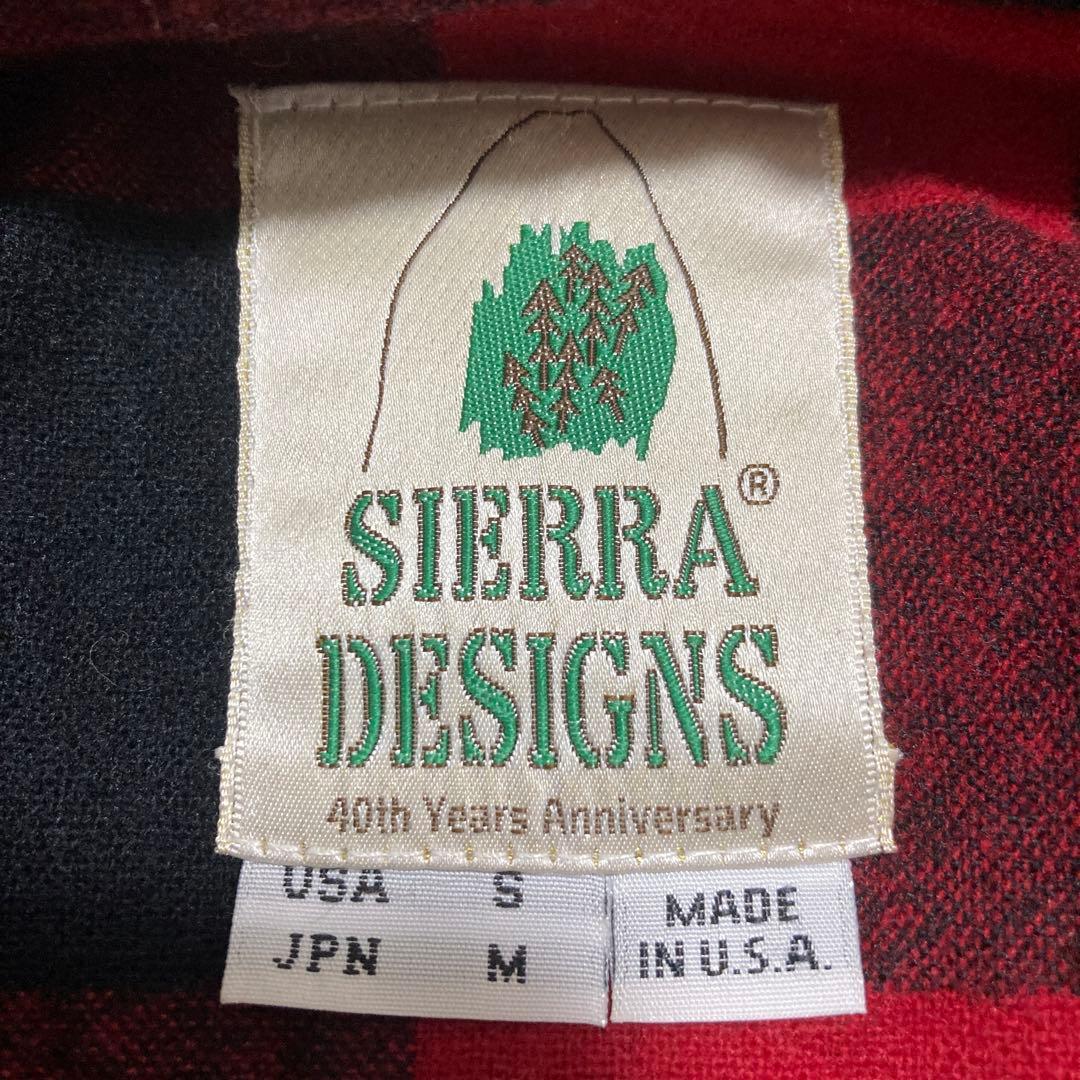 SIERRA®
DESIGNS
40th Years Anniversary
USA S
JPN M
MADE
IN U.S.A.